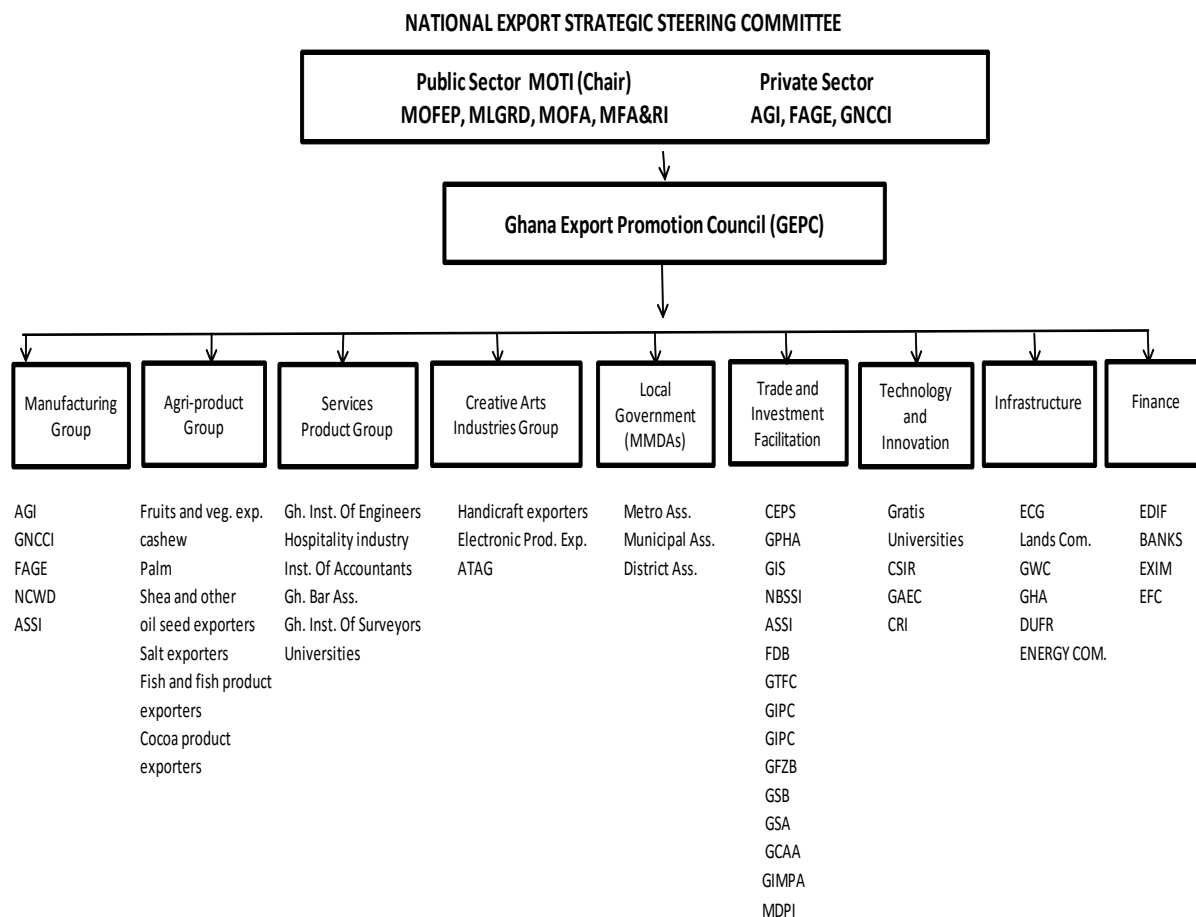 NATIONAL EXPORT STRATEGIC STEERING COMMITTEE
Public Sector MOTI (Chair)
MOFEP, MLGRD, MOFA, MFA&RI
Private Sector
AGI, FAGE, GNCCI
Ghana Export Promotion Council (GEPC)
Manufacturing
Group
Agri-product
Group
Services
Product Group
Creative Arts
Industries Group
Local
Government
(MMDAs)
Trade and
Investment
Facilitation
Technology
and
Innovation
Infrastructure
Finance
AGI
GNCCI
FAGE
NCWD
ASSI
Fruits and veg. exp.
cashew
Palm
Shea and other
oil seed exporters
Salt exporters
Fish and fish product
exporters
Cocoa product
exporters
Gh. Inst. Of Engineers
Hospitality industry
Inst. Of Accountants
Gh. Bar Ass.
Gh. Inst. Of Surveyors
Universities
Handicraft exporters
Electronic Prod. Exp.
ATAG
Metro Ass.
Municipal Ass.
District Ass.
CEPS
GPHA
GIS
NBSSI
ASSI
FDB
GTFC
GIPC
GIPC
GFZB
GSB
GSA
GCAA
GIMPA
MDPI
Gratis
Universities
CSIR
GAEC
CRI
ECG
Lands Com.
GWC
GHA
DUFR
ENERGY COM.
EDIF
BANKS
EXIM
EFC